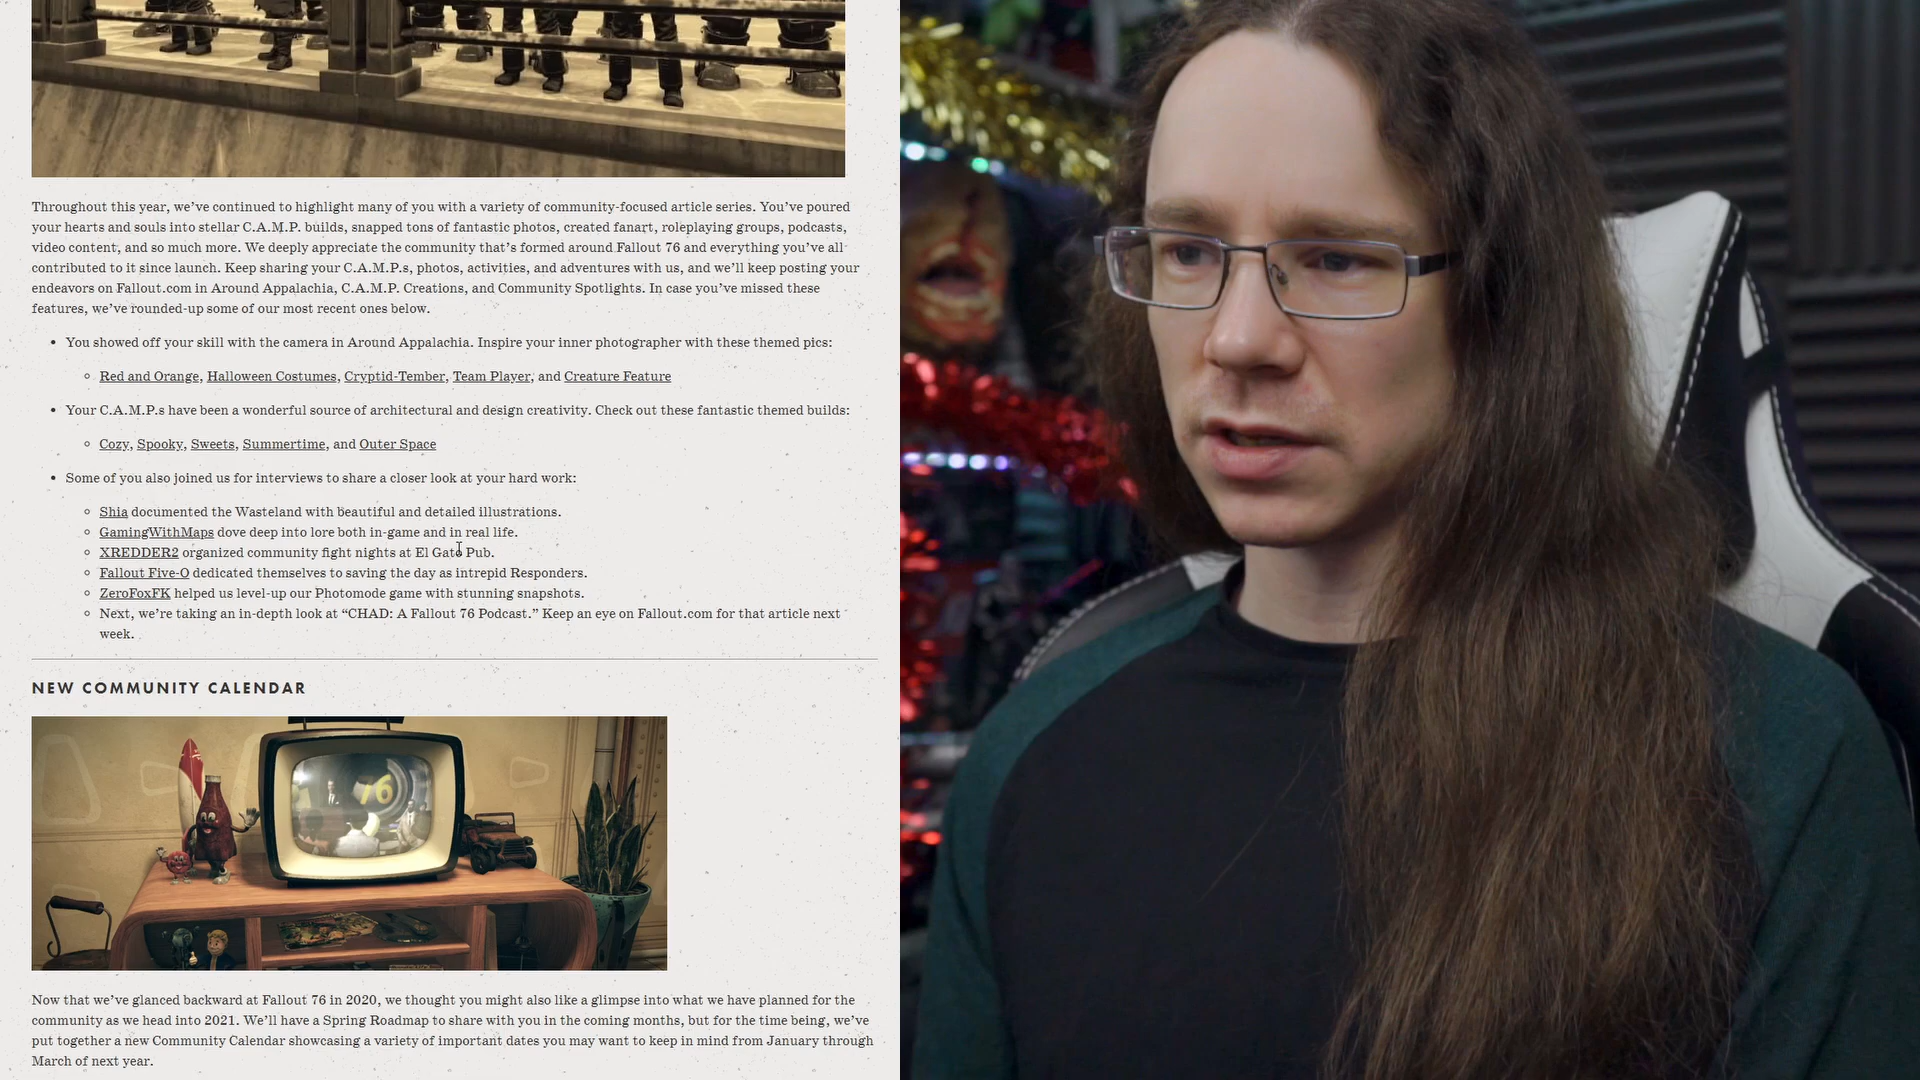 Throughout this year, we’ve continued to highlight many of you with a variety of community-focused article series. You’ve poured
your hearts and souls into stellar C.A.M.P. builds, snapped tons of fantastic photos, created fanart, roleplaying groups, podcasts,
video content, and so much more. We deeply appreciate the community that’s formed around Fallout 76 and everything you’ve all
contributed to it since launch. Keep sharing your C.A.M.P.s, photos, activities, and adventures with us, and we’ll keep posting your
endeavors on Fallout.com in Around Appalachia, C.A.M.P. Creations, and Community Spotlights. In case you’ve missed these
features, we’ve rounded-up some of our most recent ones below.
You showed off your skill with the camera in Around Appalachia. Inspire your inner photographer with these themed pics:
Red and Orange, Halloween Costumes, Cryptid-Tember, Team Player, and Creature Feature
Your C.A.M.P.s have been a wonderful source of architectural and design creativity. Check out these fantastic themed builds:
Cozy, Spooky, Sweets, Summertime, and Outer Space
Some of you also joined us for interviews to share a closer look at your hard work:
Shia documented the Wasteland with beautiful and detailed illustrations.
GamingWithMaps dove deep into lore both in-game and in real life.
XREDDER2 organized community fight nights at El Gato Pub.
Fallout Five-O dedicated themselves to saving the day as intrepid Responders.
ZeroFoxFK helped us level-up our Photomode game with stunning snapshots.
Next, we’re taking an in-depth look at “CHAD: A Fallout 76 Podcast.” Keep an eye on Fallout.com for that article next
week.
NEW COMMUNITY CALENDAR
76
Now that we’ve glanced backward at Fallout 76 in 2020, we thought you might also like a glimpse into what we have planned for the
community as we head into 2021. We’ll have a Spring Roadmap to share with you in the coming months, but for the time being, we’ve
put together a new Community Calendar showcasing a variety of important dates you may want to keep in mind from January through
March of next year.